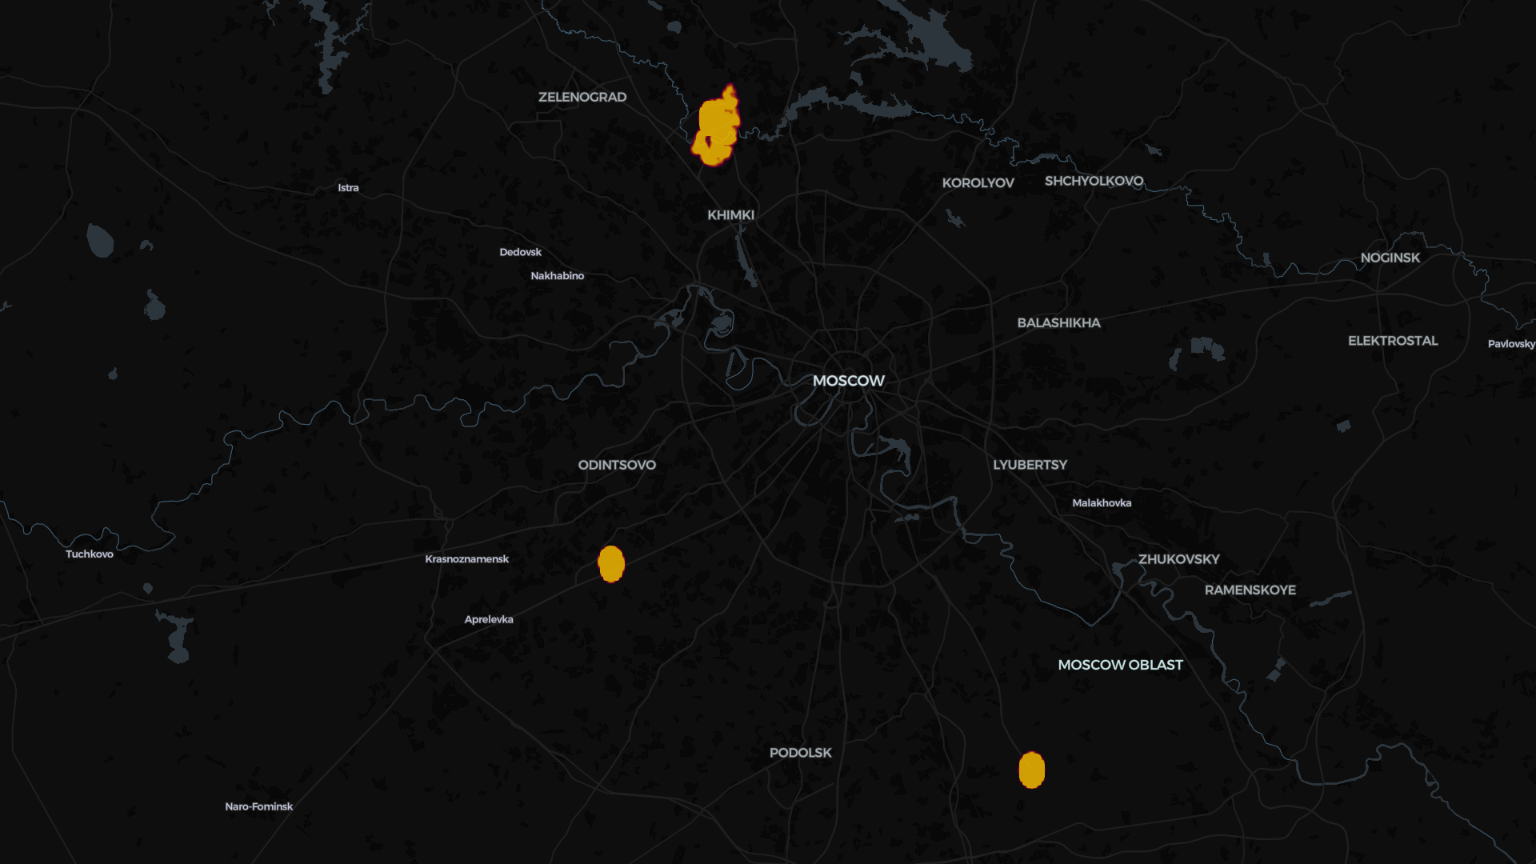 ZELENOGRAD
KOROLYOV
SHCHYOLKOVO
Istra
KHIMKI
Dedovsk
NOGINSK
Nakhabino
BALASHIKHA
ELEKTROSTAL
Pavlovsky
MOSCOW
ODINTSOVO
LYUBERTSY
Malakhovka
Tuchkovo
Krasnoznamensk
ZHUKOVSKY
RAMENSKOYE
Aprelevka
MOSCOW OBLAST
PODOLSK
Naro-Fominsk